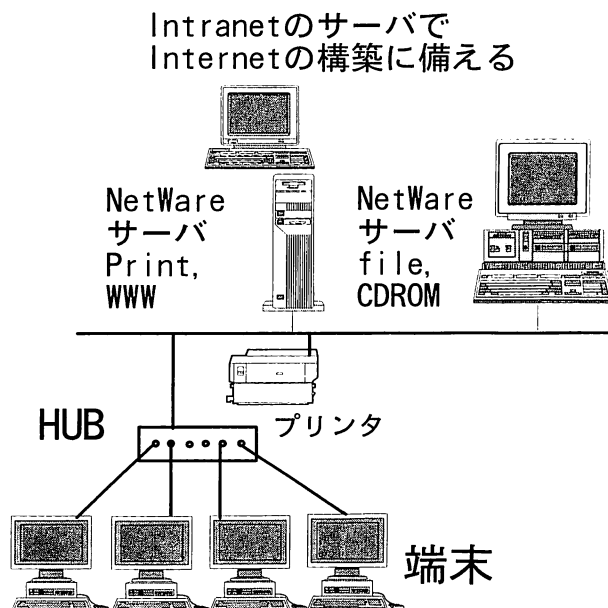 Intranetのサーバで
Internetの構築に備える
NetWare
サーバ
Print,
WWW
NetWare
サーバ
file,
CDROM
HUB
プリンタ
端末